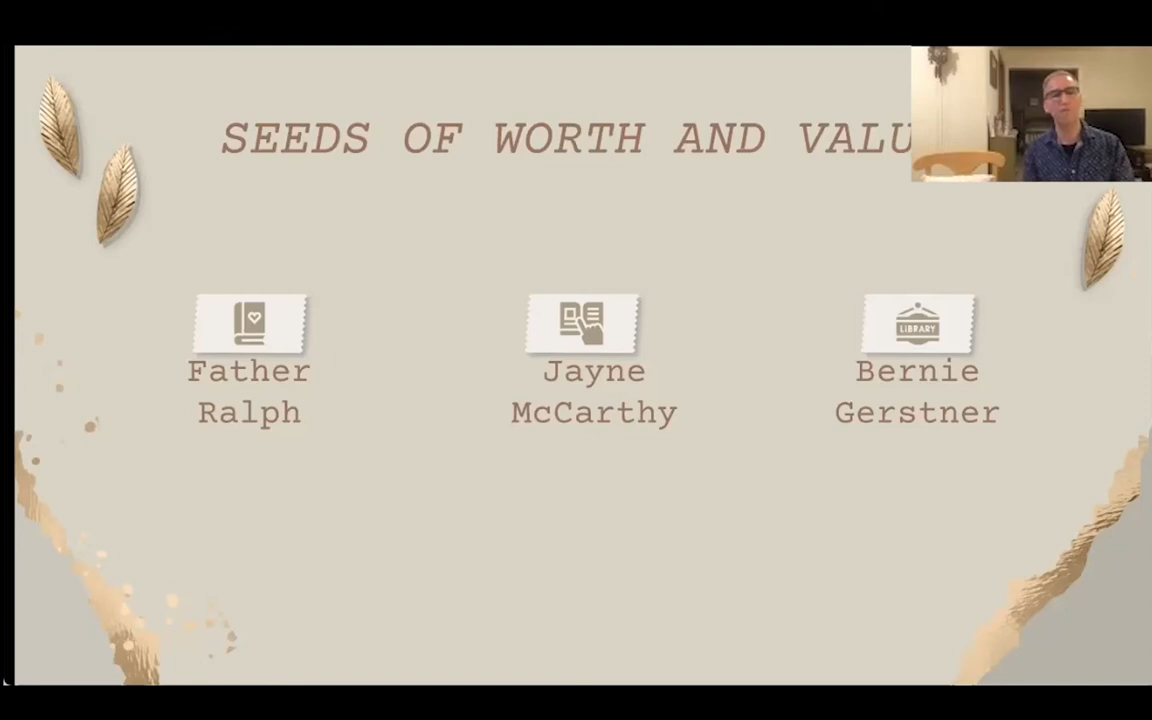 SEEDS OF WORTH AND VALU
LIBRARY
Father
Ralph
Jayne
McCarthy
Bernie
Gerstner